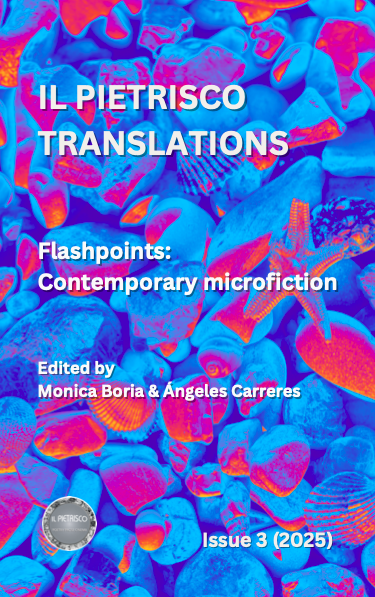 IL PIETRISCO
TRANSLATIONS
Flashpoints:
Contemporary microfiction
Edited by
Monica Boria & Ángeles Carreres
IL PIETRISCO
Issue 3 (2025)